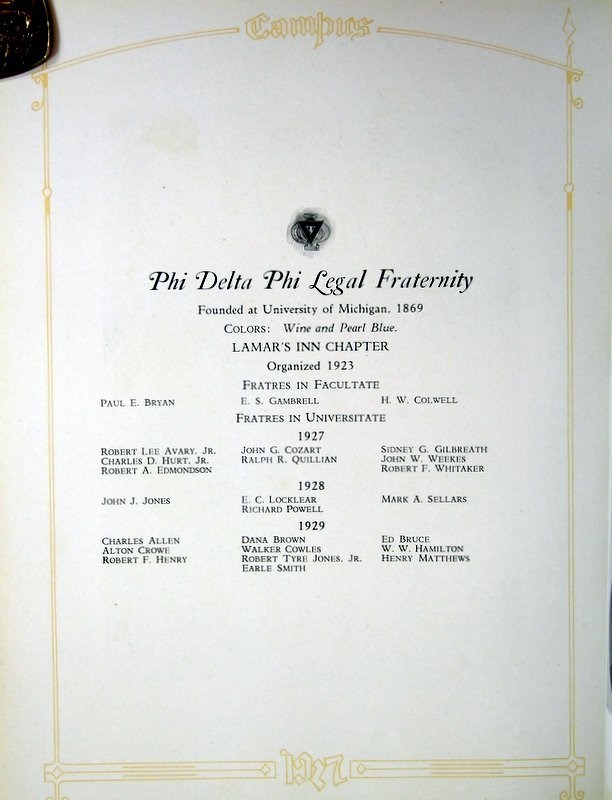 Campus
Phi Delta Phi Legal Fraternity
Founded at University of Michigan, 1869
COLORS: Wine and Pearl Blue.
LAMAR'S INN CHAPTER
Organized 1923
FRATRES IN FACULTATE
PAUL E. BRYAN E. S. GAMBRELL H. W. COLWELL
FRATRES IN UNIVERSITATE
1927
ROBERT LEE AVARY, JR. JOHN G. COZART SIDNEY G. GILBREATH
CHARLES D. HURT, JR. RALPH R. QUILLIAN JOHN W. WEEKES
ROBERT A. EDMONDSON ROBERT F. WHITAKER
1928
JOHN J. JONES E. C. LOCKLEAR MARK A. SELLARS
RICHARD POWELL
1929
CHARLES ALLEN DANA BROWN ED BRUCE
ALTON CROWE WALKER COWLES W. W. HAMILTON
ROBERT F. HENRY ROBERT TYRE JONES, JR. HENRY MATTHEWS
EARLE SMITH
1927